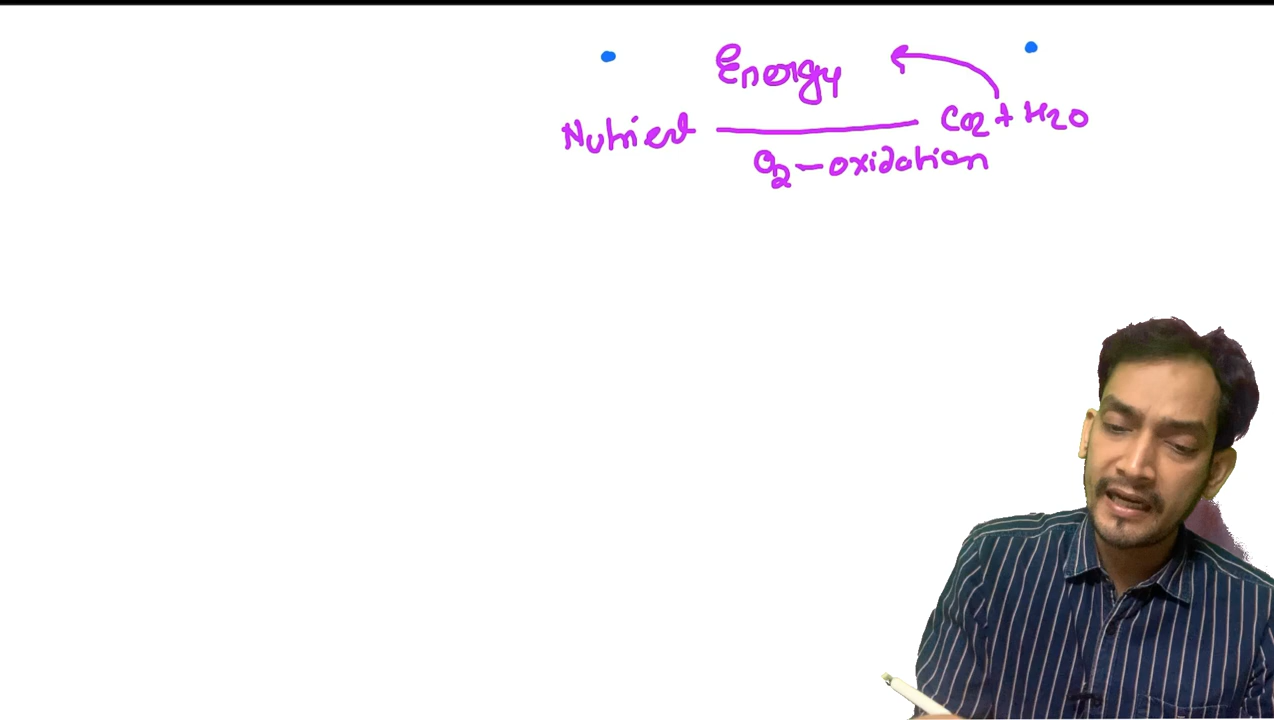 Energy
Nutrient CO2 + H2O
O2 - oxidation